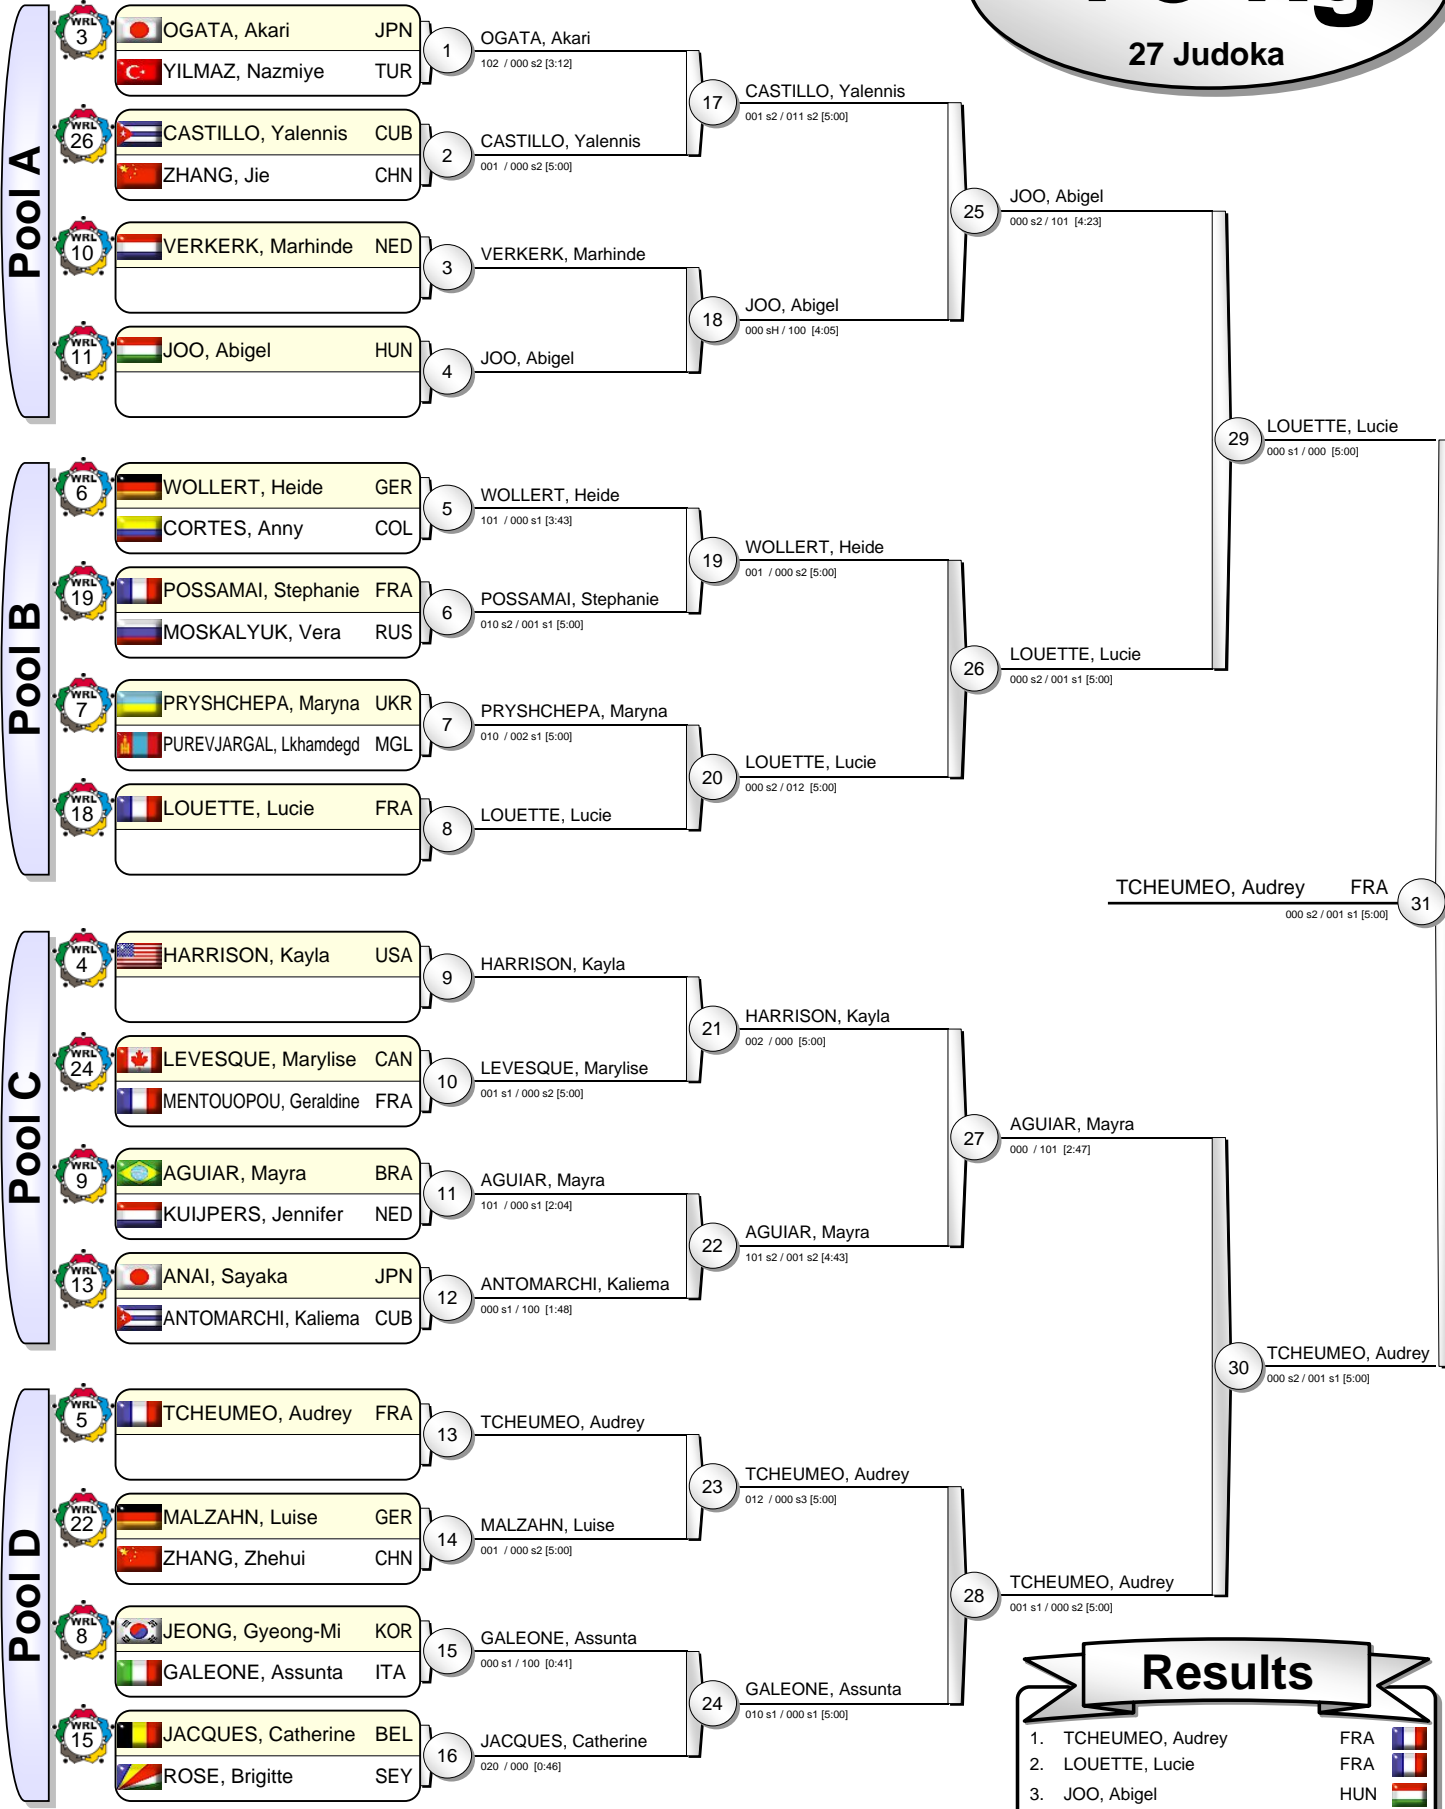 27 Judoka
Pool A
WRL 3
OGATA, Akari JPN
YILMAZ, Nazmiye TUR
1
OGATA, Akari
102 / 000 s2 [3:12]
WRL 26
CASTILLO, Yalennis CUB
ZHANG, Jie CHN
2
CASTILLO, Yalennis
001 / 000 s2 [5:00]
17
CASTILLO, Yalennis
001 s2 / 011 s2 [5:00]
WRL 10
VERKERK, Marhinde NED
3
VERKERK, Marhinde
WRL 11
JOO, Abigel HUN
4
JOO, Abigel
18
JOO, Abigel
000 sH / 100 [4:05]
25
JOO, Abigel
000 s2 / 101 [4:23]
Pool B
WRL 6
WOLLERT, Heide GER
CORTES, Anny COL
5
WOLLERT, Heide
101 / 000 s1 [3:43]
WRL 19
POSSAMAI, Stephanie FRA
MOSKALYUK, Vera RUS
6
POSSAMAI, Stephanie
010 s2 / 001 s1 [5:00]
19
WOLLERT, Heide
001 / 000 s2 [5:00]
WRL 7
PRYSHCHEPA, Maryna UKR
PUREVJARGAL, Lkhamdegd MGL
7
PRYSHCHEPA, Maryna
010 / 002 s1 [5:00]
WRL 18
LOUETTE, Lucie FRA
8
LOUETTE, Lucie
20
LOUETTE, Lucie
000 s2 / 012 [5:00]
26
LOUETTE, Lucie
000 s2 / 001 s1 [5:00]
29
LOUETTE, Lucie
000 s1 / 000 [5:00]
TCHEUMEO, Audrey FRA
31
000 s2 / 001 s1 [5:00]
Pool C
WRL 4
HARRISON, Kayla USA
9
HARRISON, Kayla
WRL 24
LEVESQUE, Marylise CAN
MENTOUOPOU, Geraldine FRA
10
LEVESQUE, Marylise
001 s1 / 000 s2 [5:00]
21
HARRISON, Kayla
002 / 000 [5:00]
WRL 9
AGUIAR, Mayra BRA
KUIJPERS, Jennifer NED
11
AGUIAR, Mayra
101 / 000 s1 [2:04]
WRL 13
ANAI, Sayaka JPN
ANTOMARCHI, Kaliema CUB
12
ANTOMARCHI, Kaliema
000 s1 / 100 [1:48]
22
AGUIAR, Mayra
101 s2 / 001 s2 [4:43]
27
AGUIAR, Mayra
000 / 101 [2:47]
Pool D
WRL 5
TCHEUMEO, Audrey FRA
13
TCHEUMEO, Audrey
WRL 22
MALZAHN, Luise GER
ZHANG, Zhehui CHN
14
MALZAHN, Luise
001 / 000 s2 [5:00]
23
TCHEUMEO, Audrey
012 / 000 s3 [5:00]
WRL 8
JEONG, Gyeong-Mi KOR
GALEONE, Assunta ITA
15
GALEONE, Assunta
000 s1 / 100 [0:41]
WRL 15
JACQUES, Catherine BEL
ROSE, Brigitte SEY
16
JACQUES, Catherine
020 / 000 [0:46]
24
GALEONE, Assunta
010 s1 / 000 s1 [5:00]
28
TCHEUMEO, Audrey
001 s1 / 000 s2 [5:00]
30
TCHEUMEO, Audrey
000 s2 / 001 s1 [5:00]
Results
1. TCHEUMEO, Audrey FRA
2. LOUETTE, Lucie FRA
3. JOO, Abigel HUN